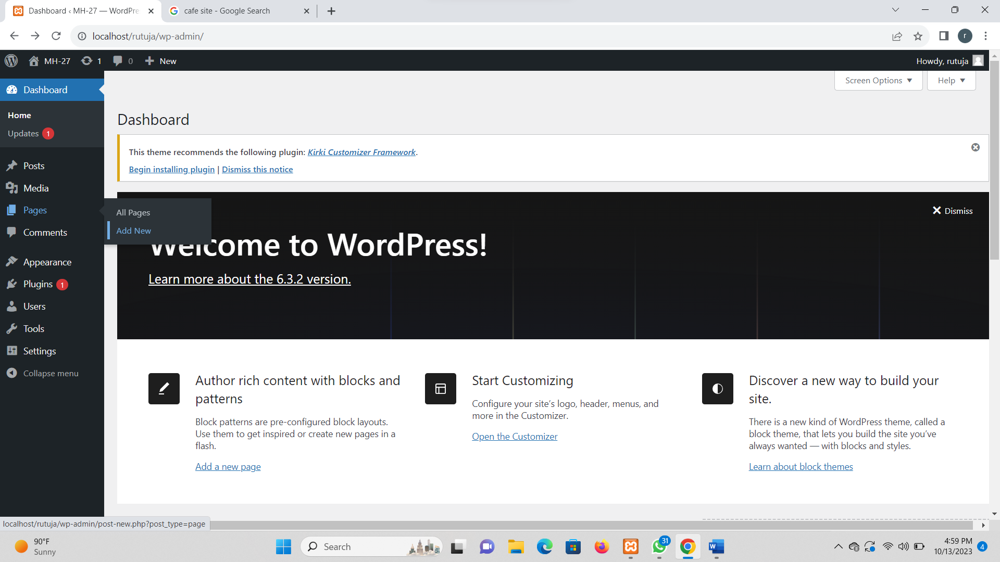 Dashboard ‹ MH-27 — WordPre
cafe site - Google Search
localhost/rutuja/wp-admin/
r
MH-27
1
0
New
Howdy, rutuja
Screen Options
Help
Dashboard
Home
Updates 1
Posts
Media
Pages
Comments
Appearance
Plugins 1
Users
Tools
Settings
Collapse menu
All Pages
Add New
Dashboard
This theme recommends the following plugin: Kirki Customizer Framework.
Begin installing plugin | Dismiss this notice
Dismiss
Welcome to WordPress!
Learn more about the 6.3.2 version.
Author rich content with blocks and
patterns
Block patterns are pre-configured block layouts.
Use them to get inspired or create new pages in a
flash.
Add a new page
Start Customizing
Configure your site’s logo, header, menus, and
more in the Customizer.
Open the Customizer
Discover a new way to build your
site.
There is a new kind of WordPress theme, called a
block theme, that lets you build the site you’ve
always wanted — with blocks and styles.
Learn about block themes
localhost/rutuja/wp-admin/post-new.php?post_type=page
90°F
Sunny
Search
31
4:59 PM
10/13/2023
4